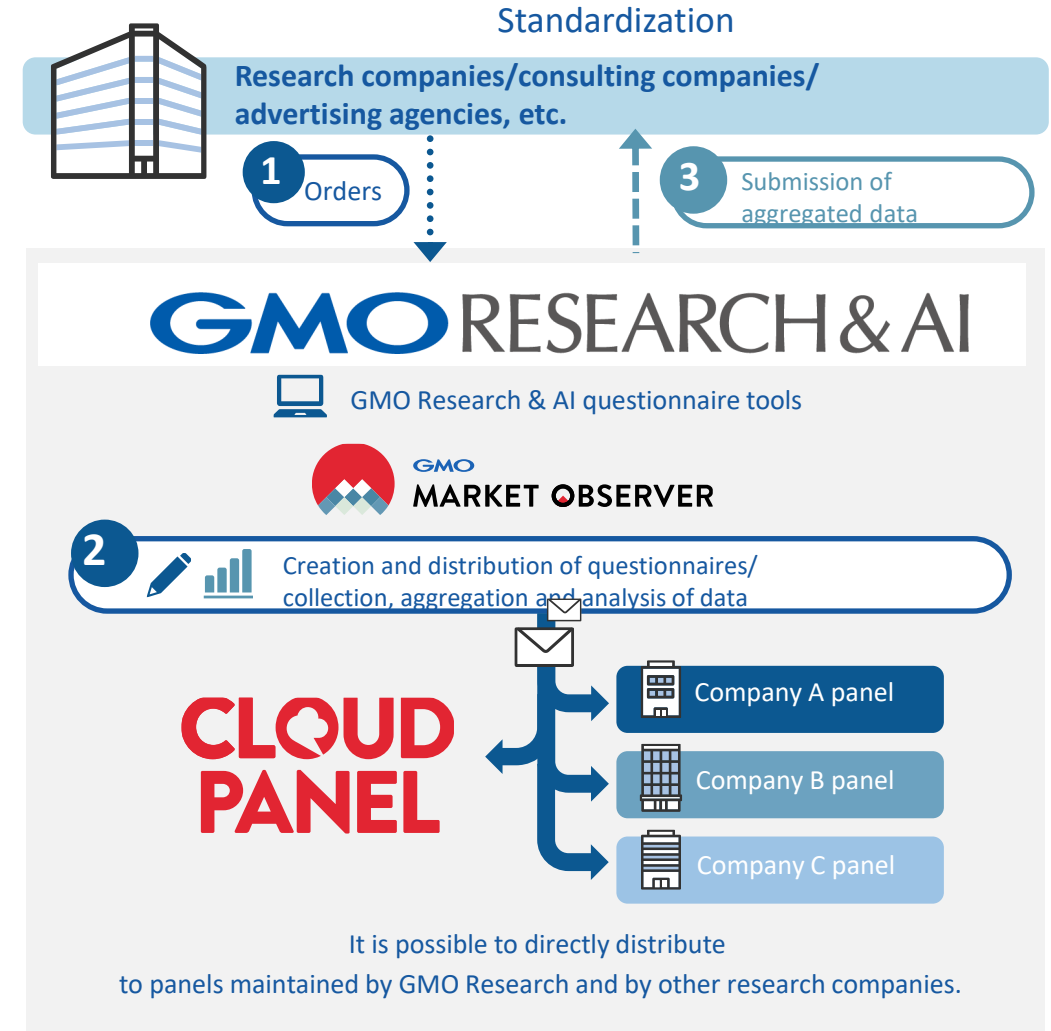 Standardization
Research companies/consulting companies/
advertising agencies, etc.
1
Orders
3
Submission of
aggregated data
GMO RESEARCH & AI
GMO Research & AI questionnaire tools
GMO
MARKET OBSERVER
2
Creation and distribution of questionnaires/
collection, aggregation and analysis of data
CLOUD
PANEL
Company A panel
Company B panel
Company C panel
It is possible to directly distribute
to panels maintained by GMO Research and by other research companies.